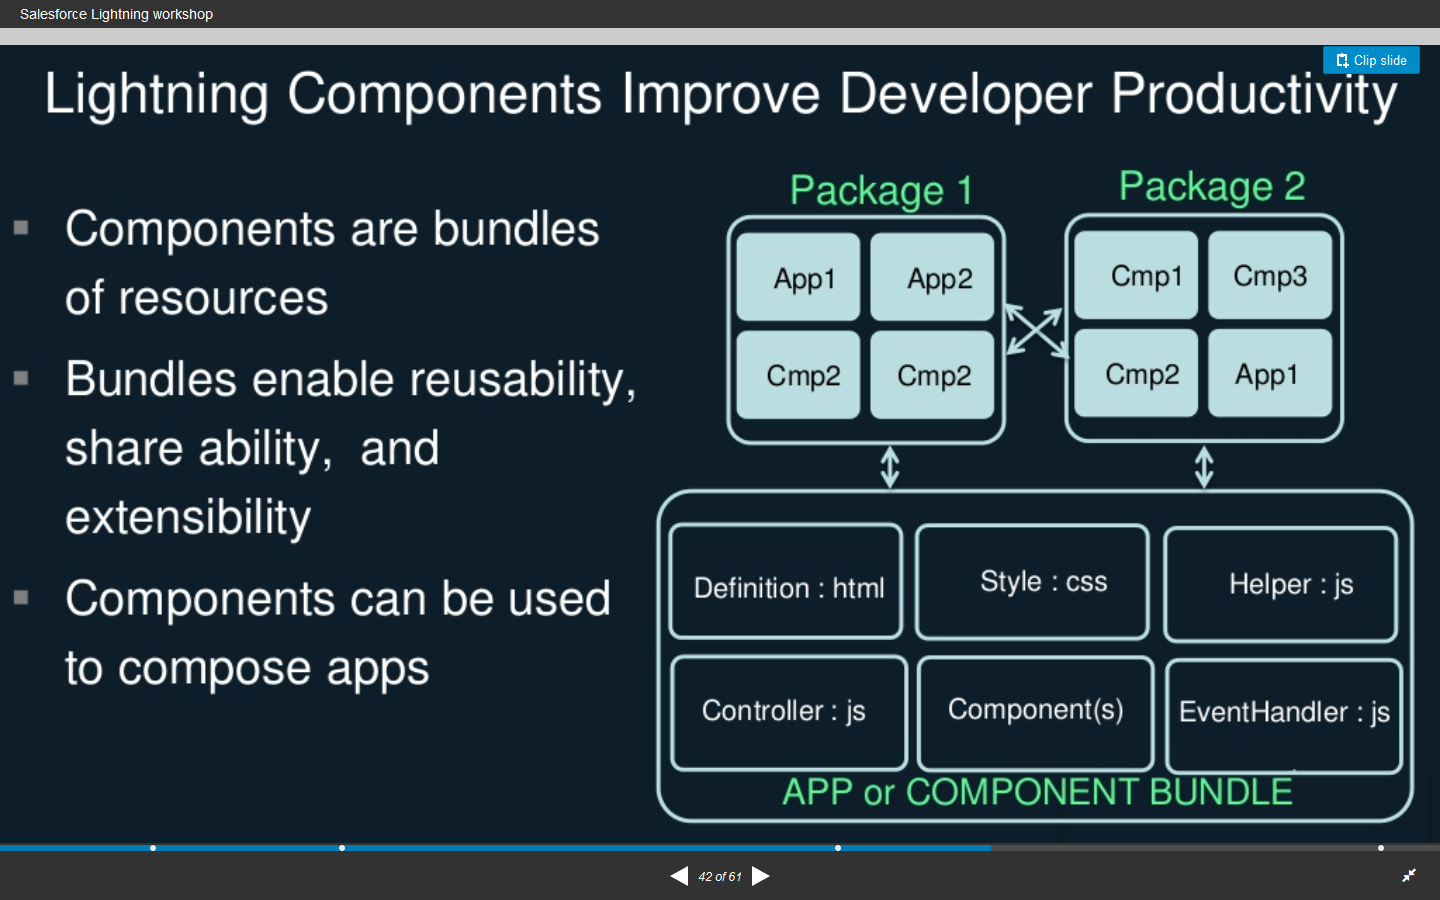 Salesforce Lightning workshop
Clip slide
Lightning Components Improve Developer Productivity
Components are bundles
of resources
Bundles enable reusability,
share ability, and
extensibility
Components can be used
to compose apps
Package 1
Package 2
App1
App2
Cmp1
Cmp3
Cmp2
Cmp2
Cmp2
App1
Definition : html
Style : css
Helper : js
Controller : js
Component(s)
EventHandler : js
APP or COMPONENT BUNDLE
42 of 61